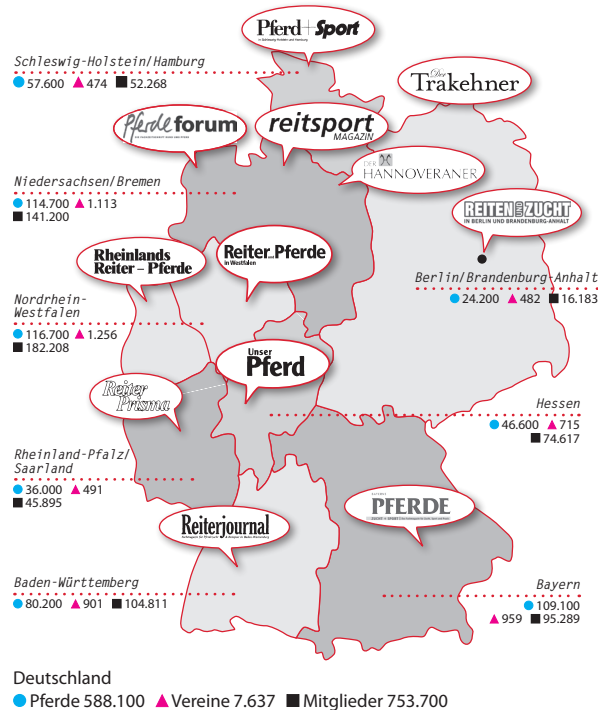 Pferd+Sport
in Schleswig-Holstein und Hamburg
Schleswig-Holstein/Hamburg
57.600 474 52.268
Der
Trakehner
Pferde forum
reitsport
MAGAZIN
DER
HANNOVERANER
Niedersachsen/Bremen
114.700 1.113
141.200
REITEN UND ZUCHT
IN BERLIN UND BRANDENBURG-ANHALT
Rheinlands
Reiter–Pferde
Reiter und Pferde
in Westfalen
Berlin/Brandenburg-Anhalt
24.200 482 16.183
Nordrhein-
Westfalen
116.700 1.256
182.208
Unser
Pferd
Reiter
Prisma
Hessen
46.600 715
74.617
Rheinland-Pfalz/
Saarland
36.000 491
45.895
Reiterjournal
BAYERNS
PFERDE
Baden-Württemberg
80.200 901 104.811
Bayern
109.100
959 95.289
Deutschland
Pferde 588.100 Vereine 7.637 Mitglieder 753.700